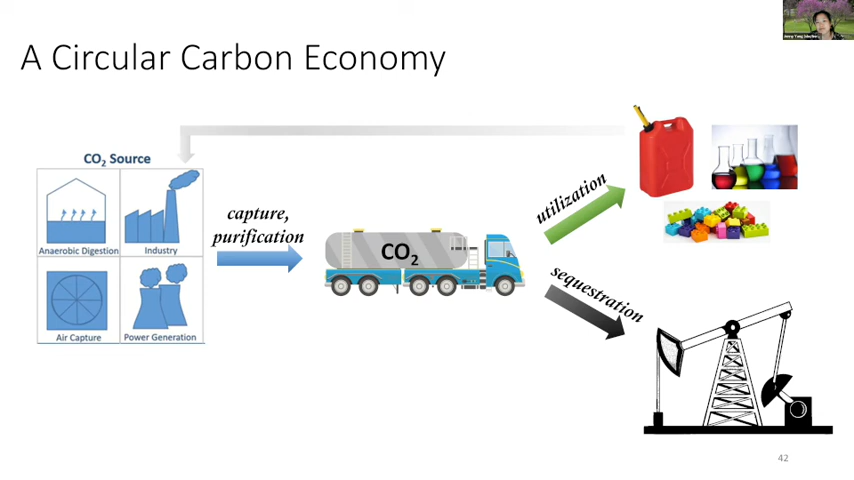 A Circular Carbon Economy
CO₂ Source
Anaerobic Digestion
Industry
Air Capture
Power Generation
capture,
purification
CO₂
utilization
sequestration
42